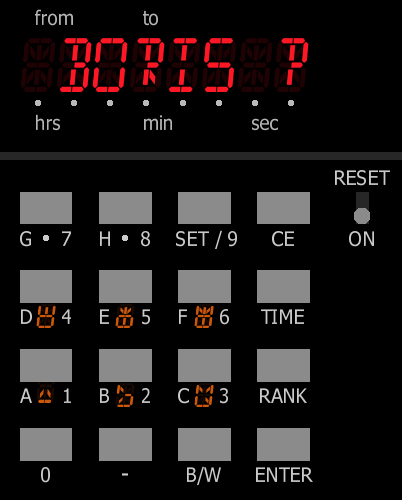 from to
BORIS ?
hrs min sec
RESET
G • 7 H • 8 SET / 9 CE ON
D 4 E 5 F 6 TIME
A 1 B 2 C 3 RANK
0 - B/W ENTER